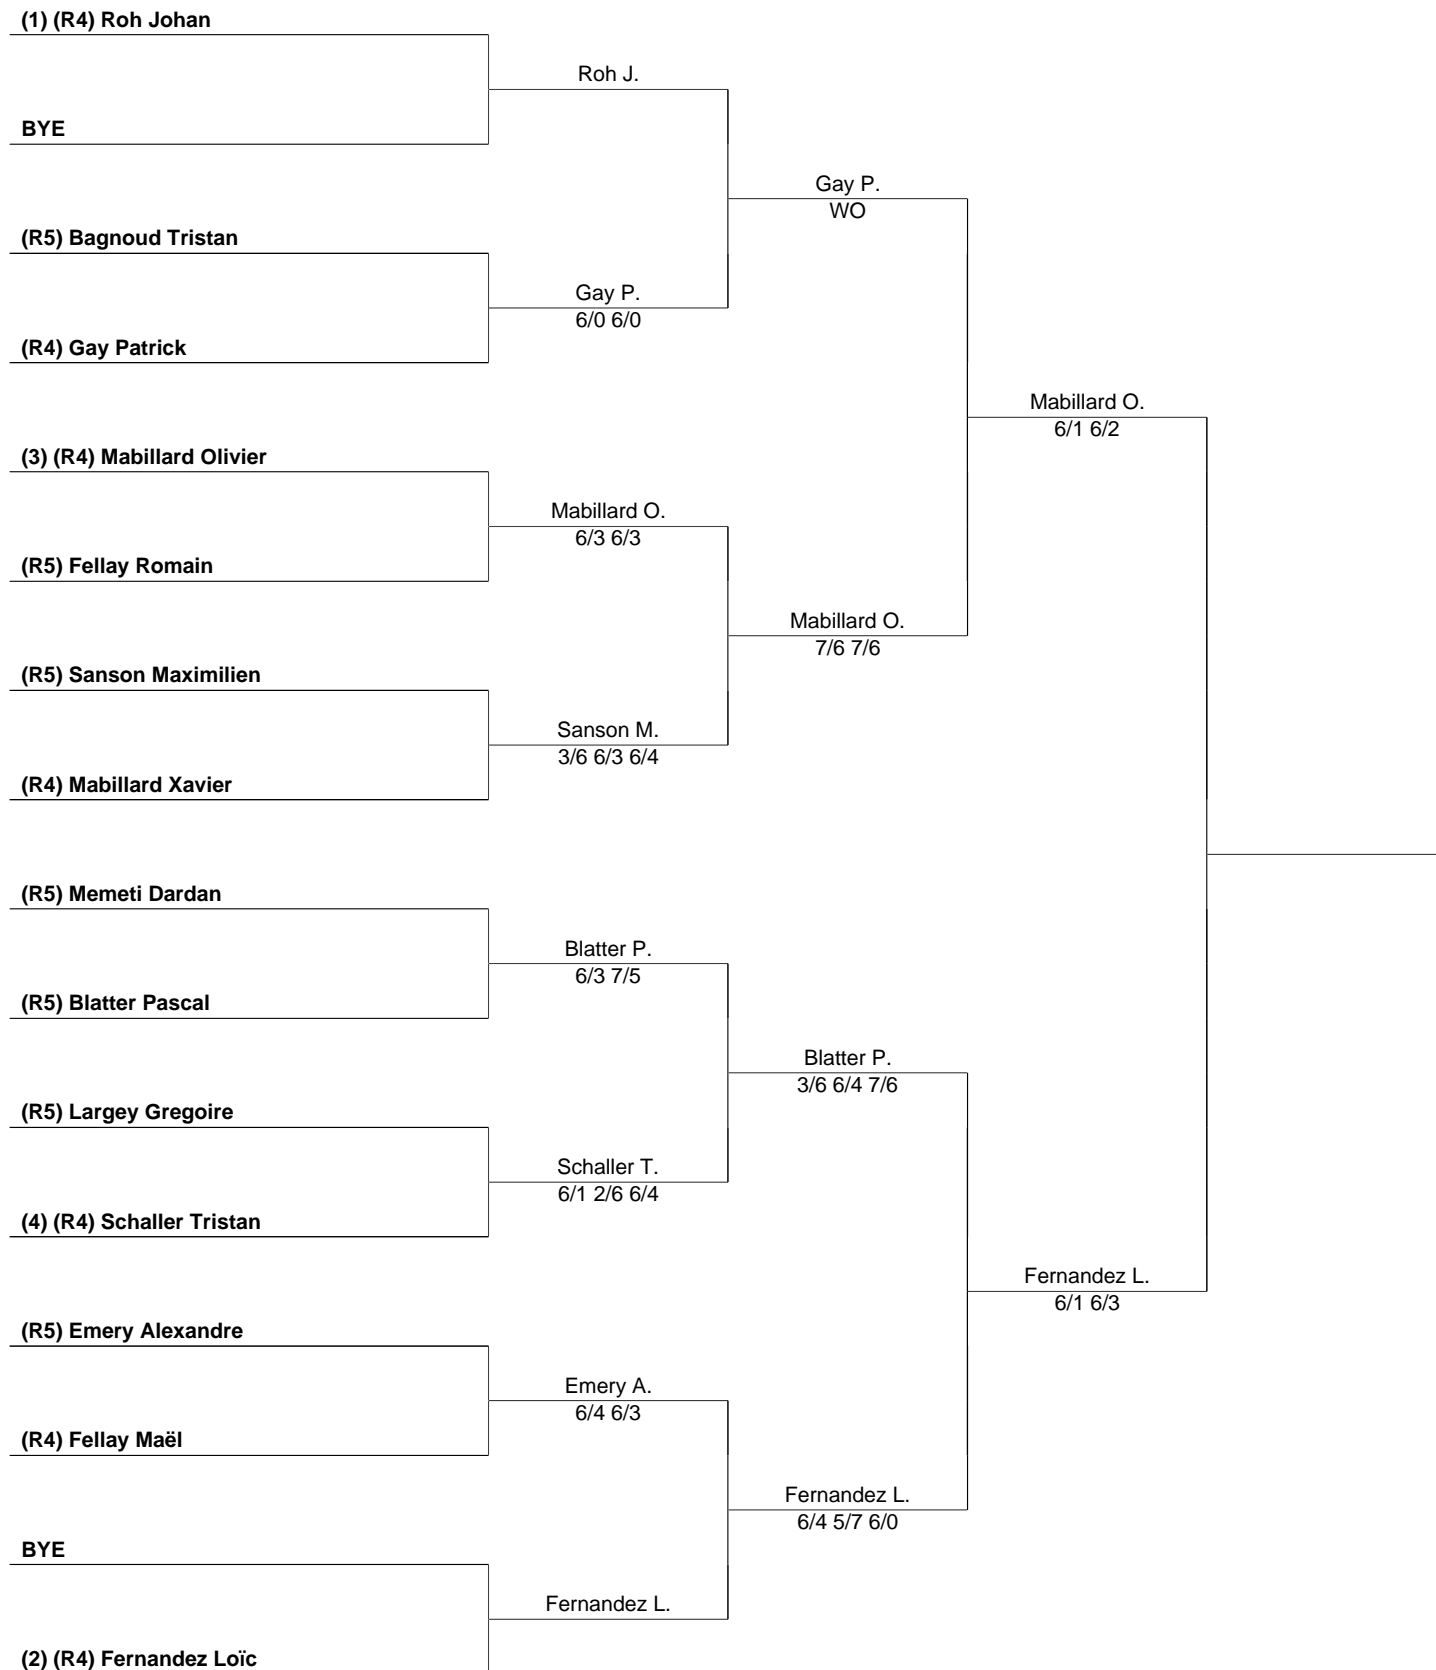 (1) (R4) Roh Johan
Roh J.
BYE
Gay P.
WO
(R5) Bagnoud Tristan
Gay P.
6/0 6/0
(R4) Gay Patrick
Mabillard O.
6/1 6/2
(3) (R4) Mabillard Olivier
Mabillard O.
6/3 6/3
(R5) Fellay Romain
Mabillard O.
7/6 7/6
(R5) Sanson Maximilien
Sanson M.
3/6 6/3 6/4
(R4) Mabillard Xavier
(R5) Memeti Dardan
Blatter P.
6/3 7/5
(R5) Blatter Pascal
Blatter P.
3/6 6/4 7/6
(R5) Largey Gregoire
Schaller T.
6/1 2/6 6/4
(4) (R4) Schaller Tristan
Fernandez L.
6/1 6/3
(R5) Emery Alexandre
Emery A.
6/4 6/3
(R4) Fellay Maël
Fernandez L.
6/4 5/7 6/0
BYE
Fernandez L.
(2) (R4) Fernandez Loïc